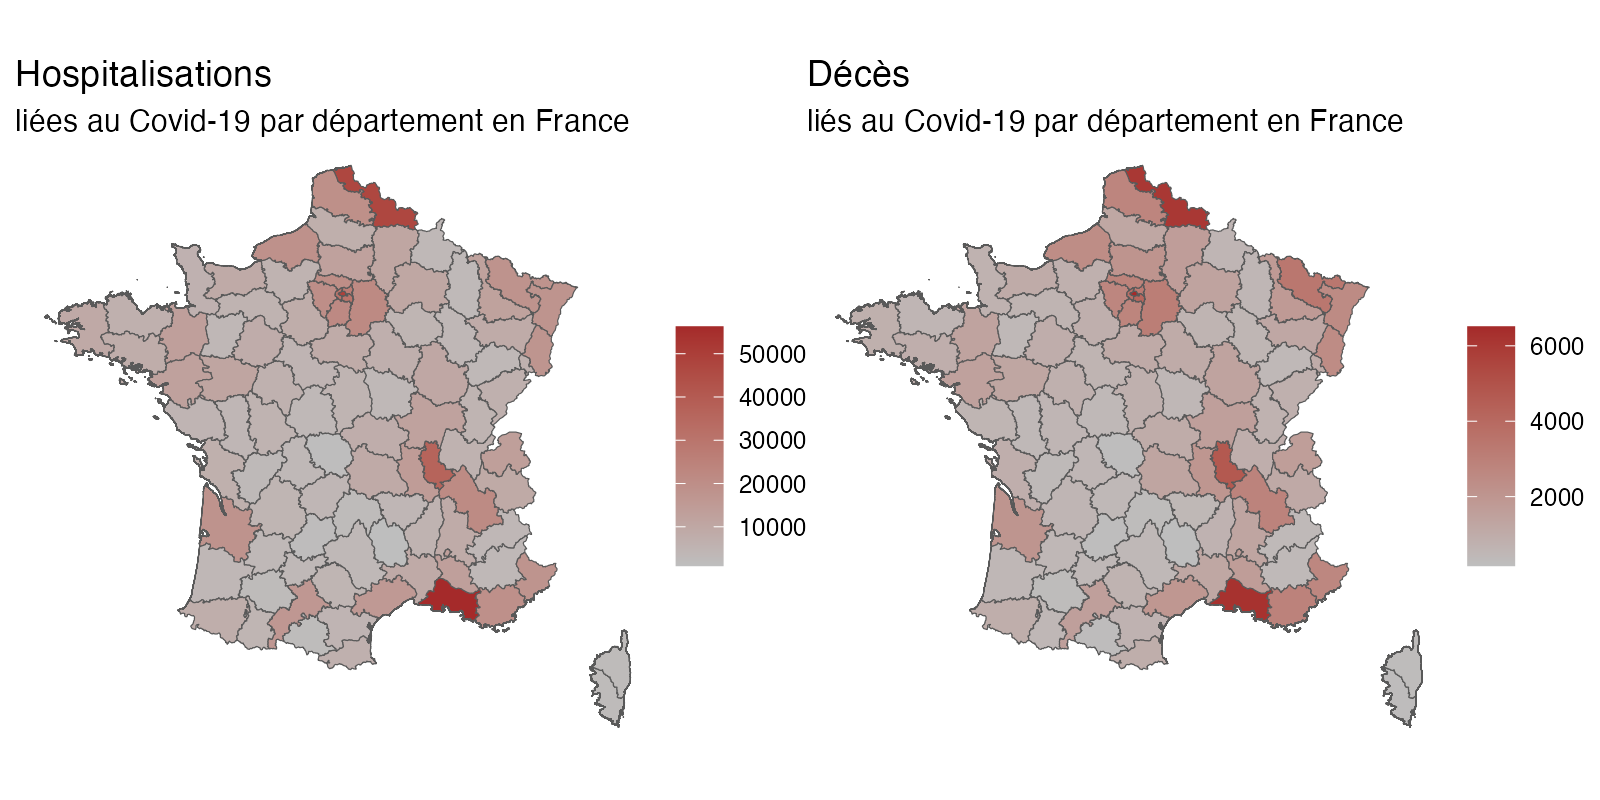 Hospitalisations
liées au Covid-19 par département en France
50000
40000
30000
20000
10000
Décès
liés au Covid-19 par département en France
6000
4000
2000